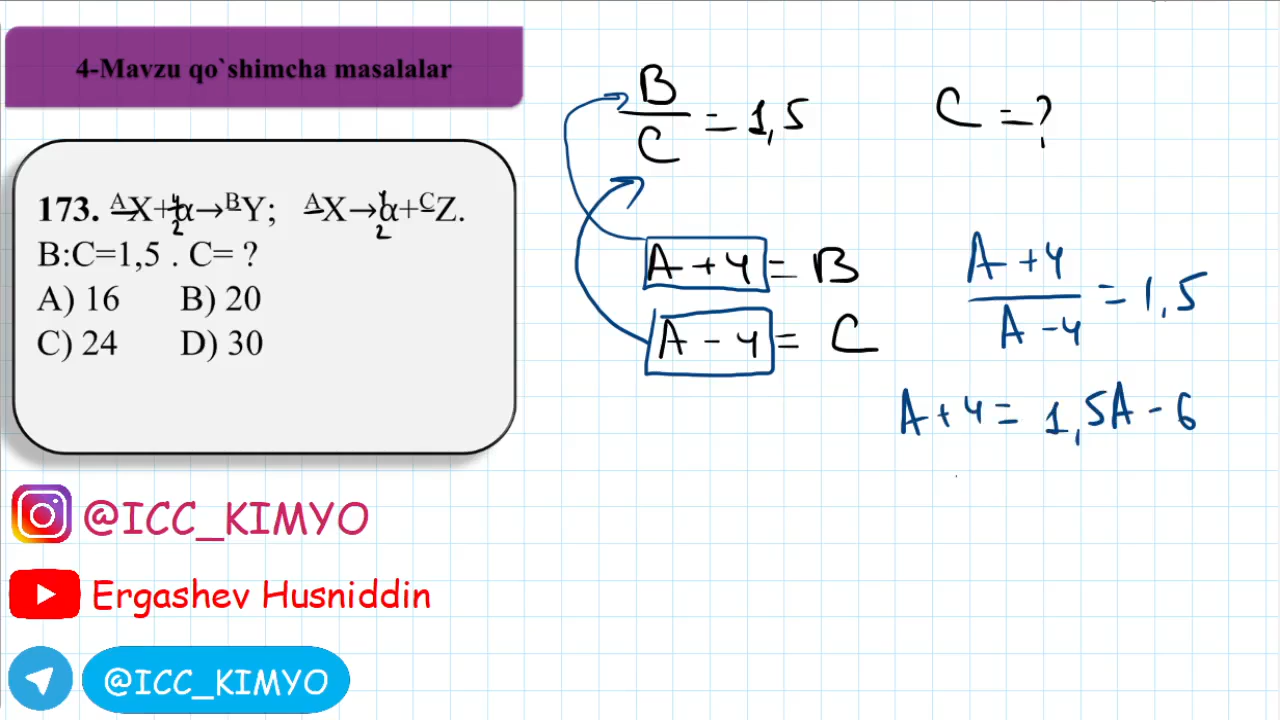 4-Mavzu qo`shimcha masalalar
173. ᴬX+⁴₂α→ᴮY; ᴬX→⁴₂α+ᶜZ.
B:C=1,5 . C= ?
A) 16 B) 20
C) 24 D) 30
@ICC_KIMYO
Ergashev Husniddin
@ICC_KIMYO
B/C = 1,5
C = ?
A + 4 = B
A - 4 = C
A + 4 / A - 4 = 1,5
A + 4 = 1,5A - 6